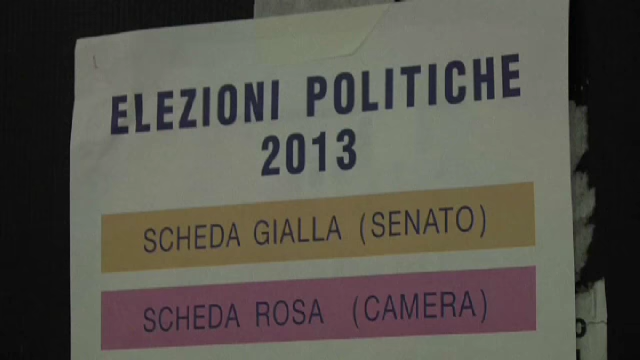 ELEZIONI POLITICHE
2013
SCHEDA GIALLA (SENATO)
SCHEDA ROSA (CAMERA)